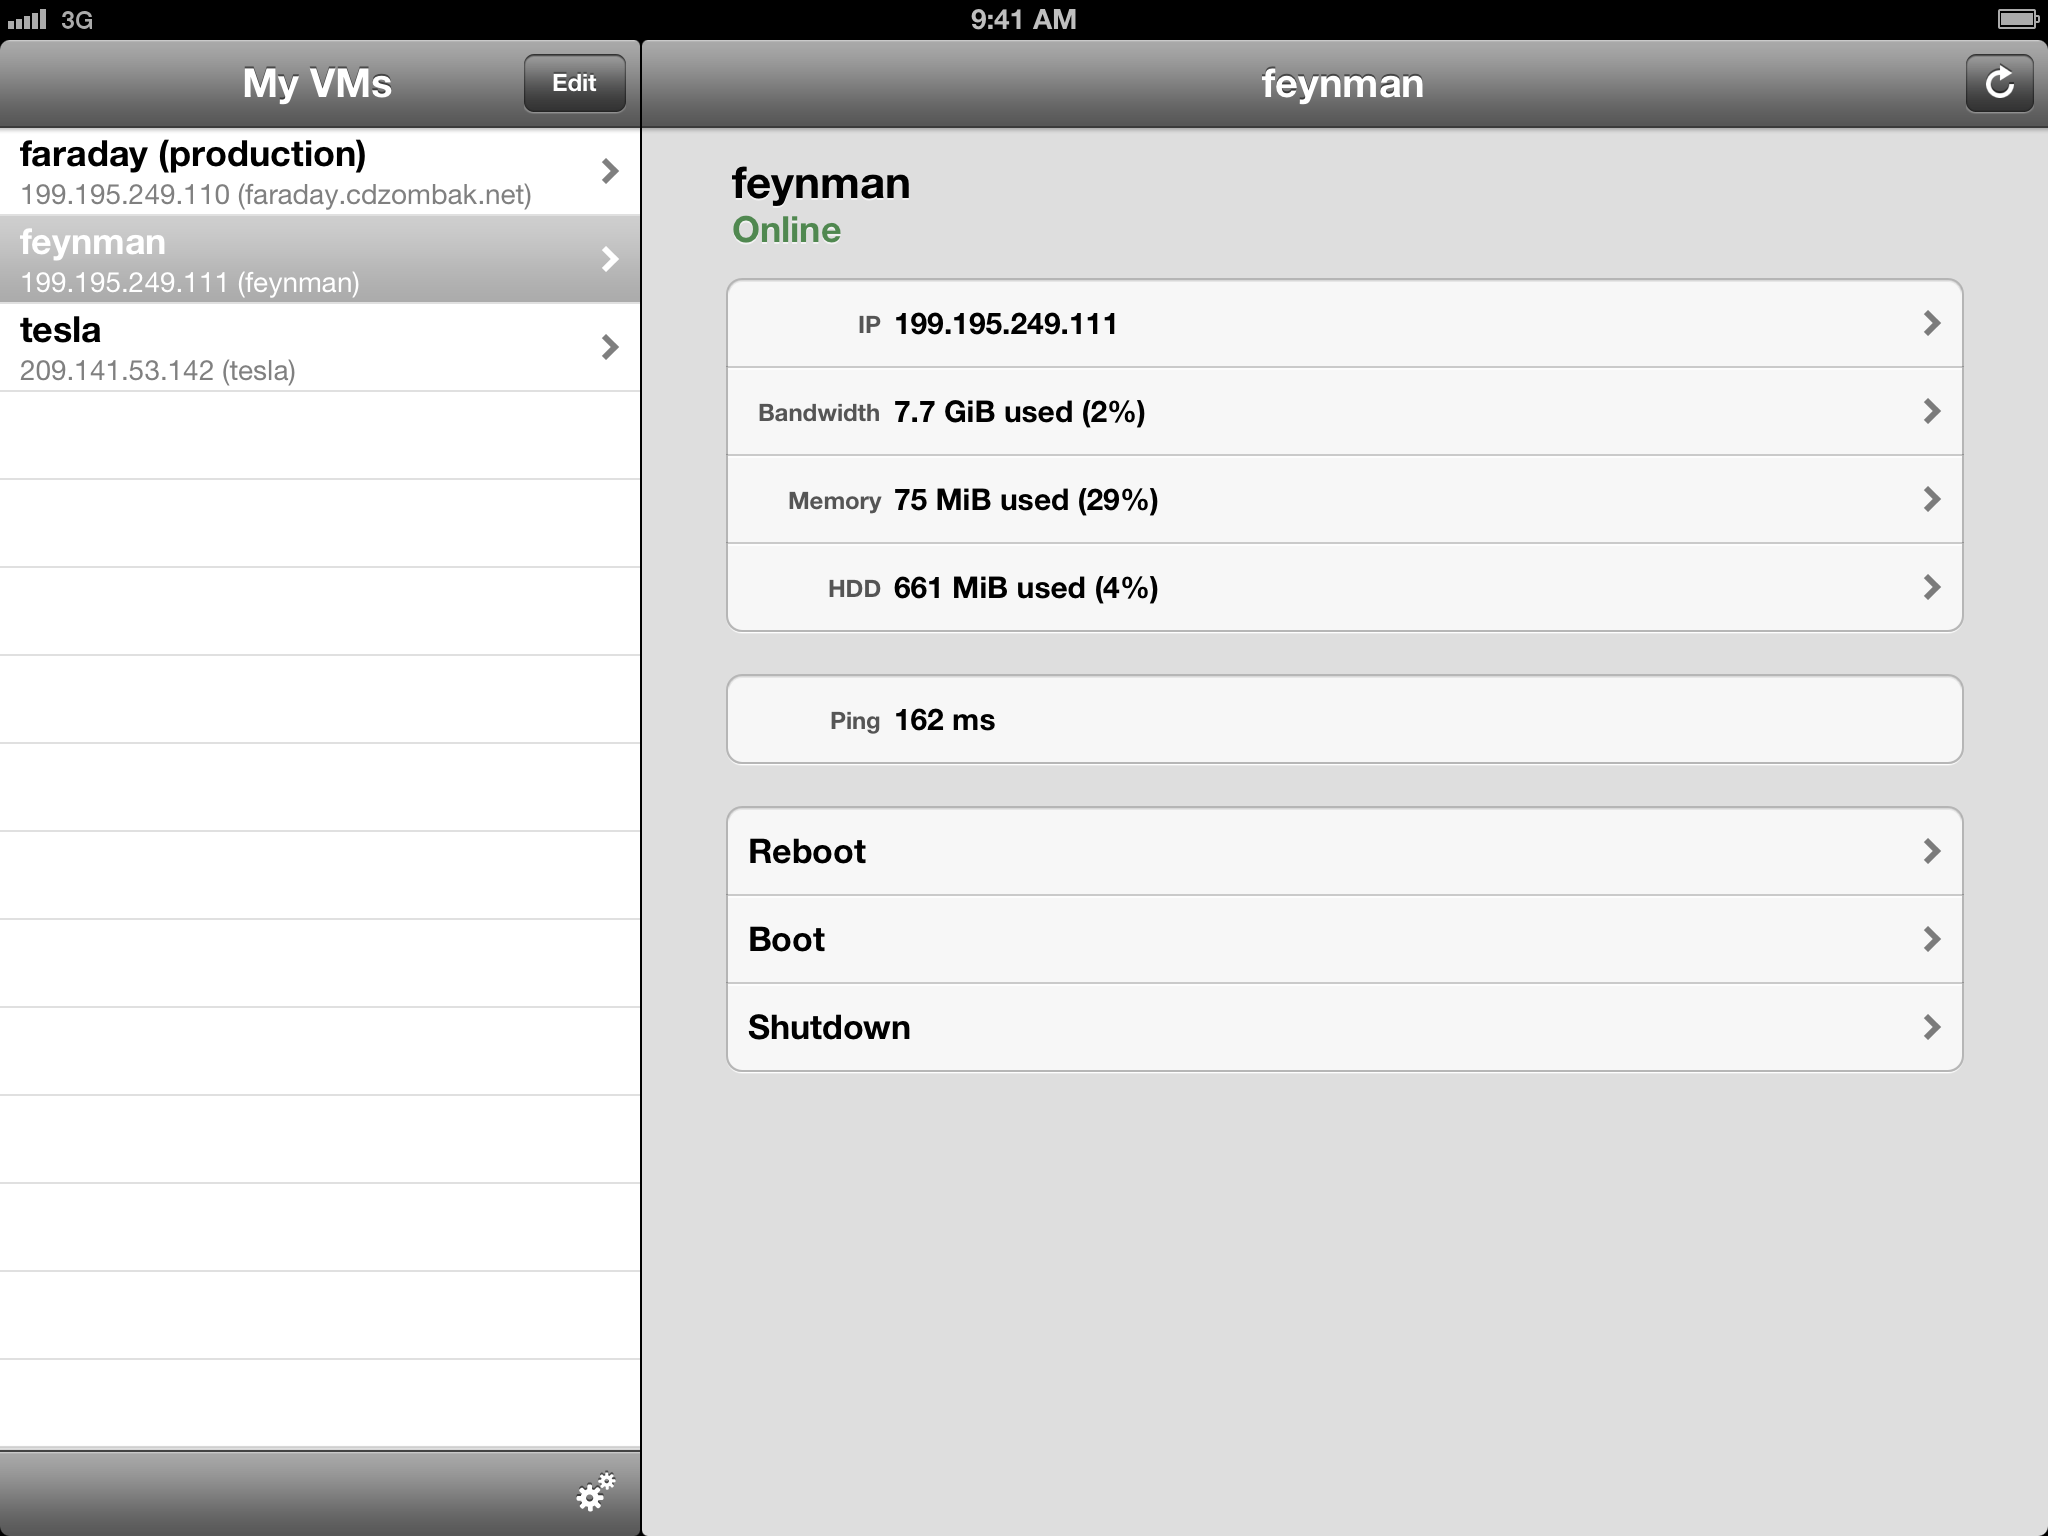 3G
9:41 AM
My VMs
Edit
faraday (production)
199.195.249.110 (faraday.cdzombak.net)
feynman
199.195.249.111 (feynman)
tesla
209.141.53.142 (tesla)
feynman
feynman
Online
IP 199.195.249.111
Bandwidth 7.7 GiB used (2%)
Memory 75 MiB used (29%)
HDD 661 MiB used (4%)
Ping 162 ms
Reboot
Boot
Shutdown